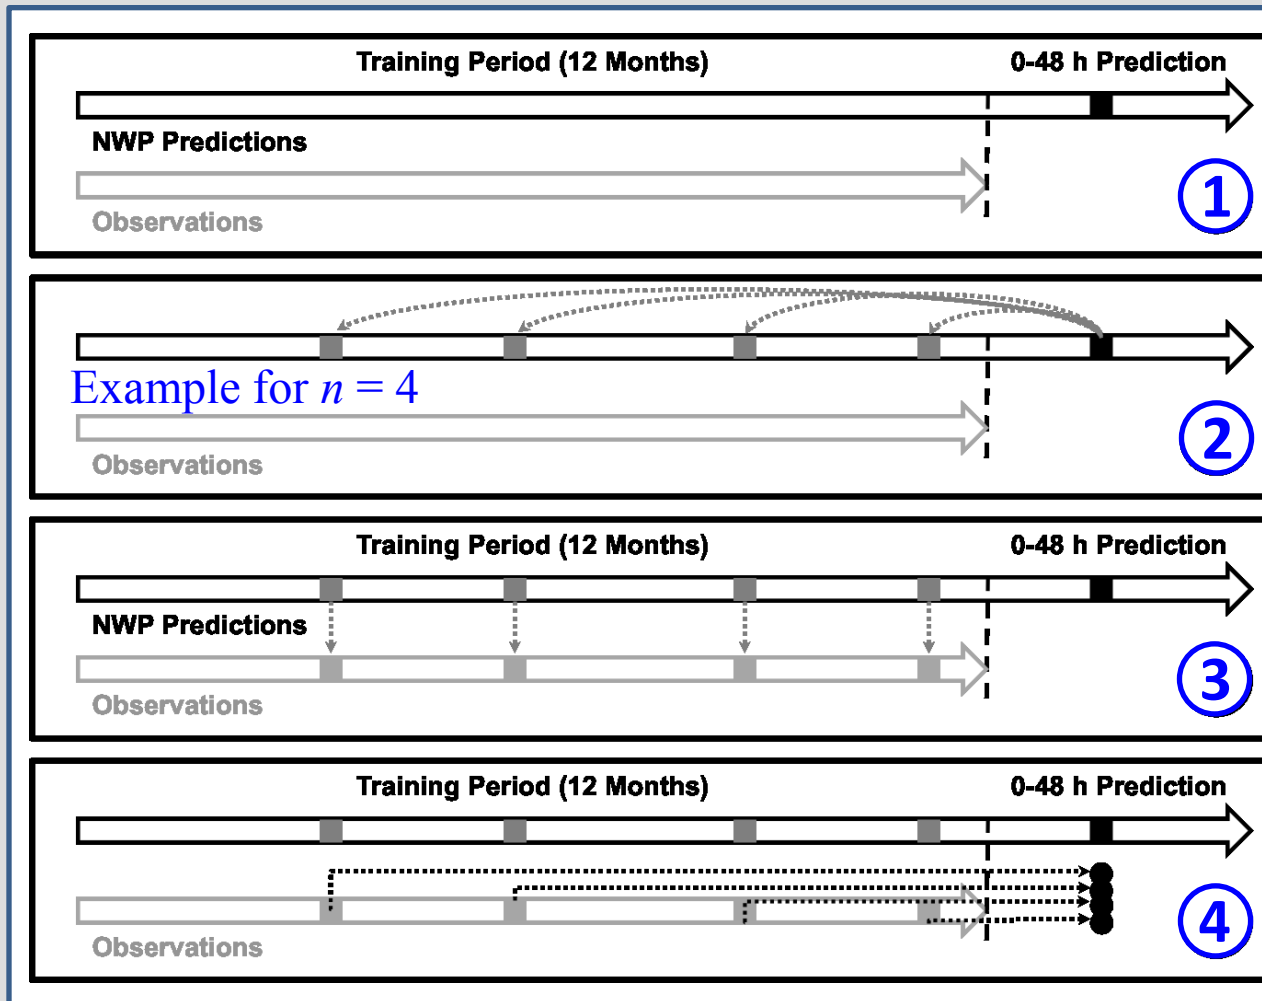 Training Period (12 Months) 0-48 h Prediction
NWP Predictions
Observations
①
Example for n = 4
Observations
②
Training Period (12 Months) 0-48 h Prediction
NWP Predictions
Observations
③
Training Period (12 Months) 0-48 h Prediction
Observations
④